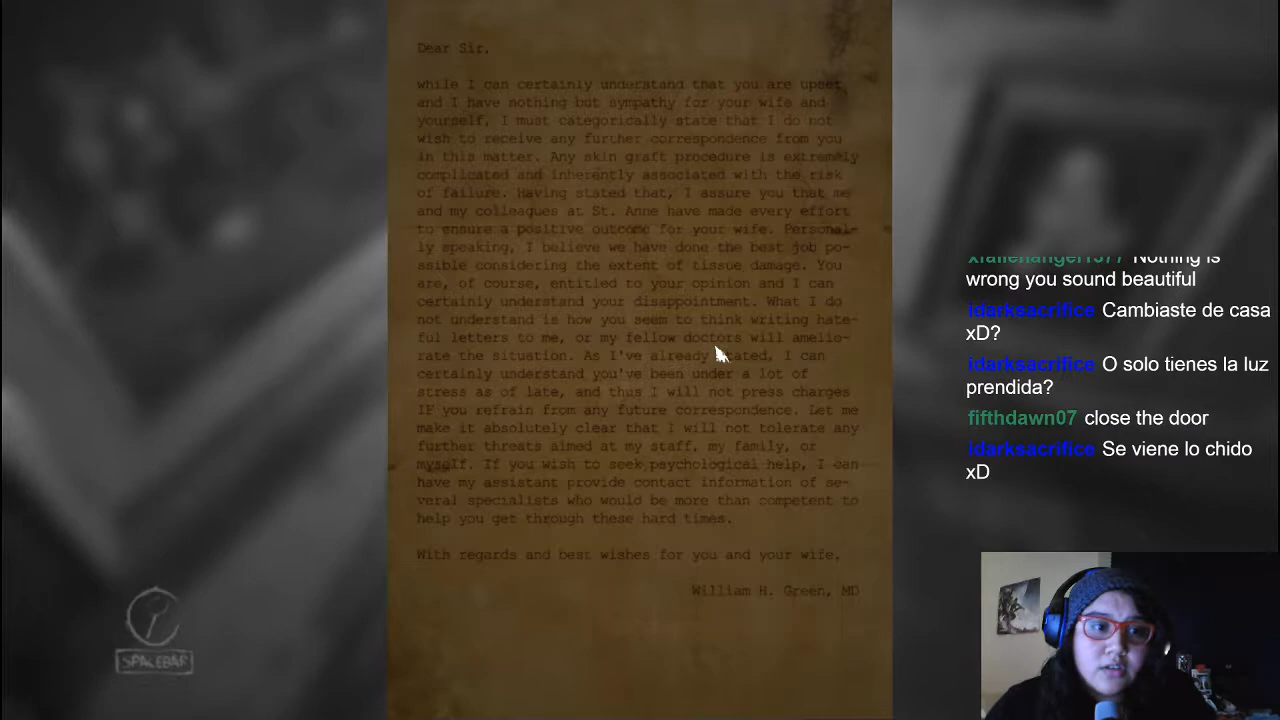 Dear Sir,
while I can certainly understand that you are upset
and I have nothing but sympathy for your wife and
yourself, I must categorically state that I do not
wish to receive any further correspondence from you
in this matter. Any skin graft procedure is extremely
complicated and inherently associated with the risk
of failure. Having stated that, I assure you that me
and my colleagues at St. Anne have made every effort
to ensure a positive outcome for your wife. Personal-
ly speaking, I believe we have done the best job po-
ssible considering the extent of tissue damage. You
are, of course, entitled to your opinion and I can
certainly understand your disappointment. What I do
not understand is how you seem to think writing hate-
ful letters to me, or my fellow doctors will amelio-
rate the situation. As I've already stated, I can
certainly understand you've been under a lot of
stress as of late, and thus I will not press charges
IF you refrain from any future correspondence. Let me
make it absolutely clear that I will not tolerate any
further threats aimed at my staff, my family, or
myself. If you wish to seek psychological help, I can
have my assistant provide contact information of se-
veral specialists who would be more than competent to
help you get through these hard times.
With regards and best wishes for you and your wife,
William H. Green, MD
SPACEBAR
xfallenangel1377 Nothing is
wrong you sound beautiful
idarksacrifice Cambiaste de casa
xD?
idarksacrifice O solo tienes la luz
prendida?
fifthdawn07 close the door
idarksacrifice Se viene lo chido
xD